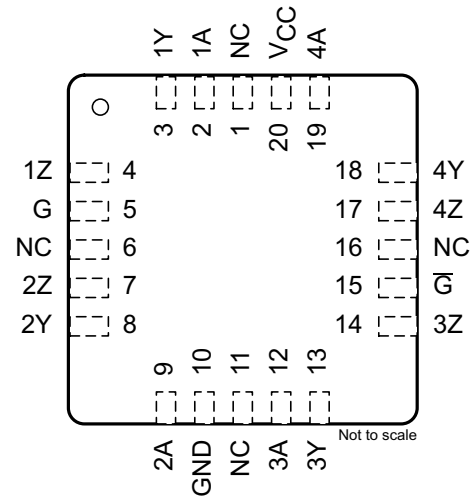 1Y 1A NC VCC 4A
3 2 1 20 19
1Z 4 18 4Y
G 5 17 4Z
NC 6 16 NC
2Z 7 15 G̅
2Y 8 14 3Z
9 10 11 12 13
2A GND NC 3A 3Y
Not to scale